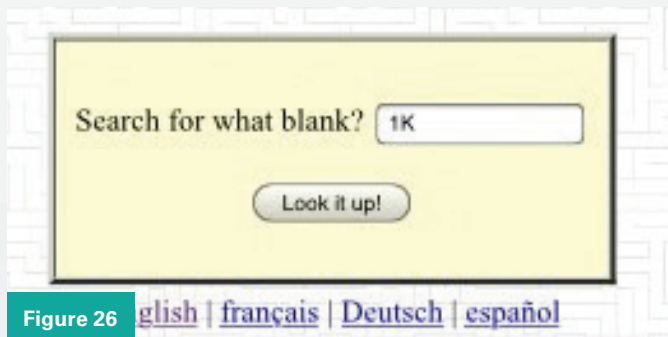 Search for what blank? 1K
Look it up!
Figure 26 glish | français | Deutsch | español